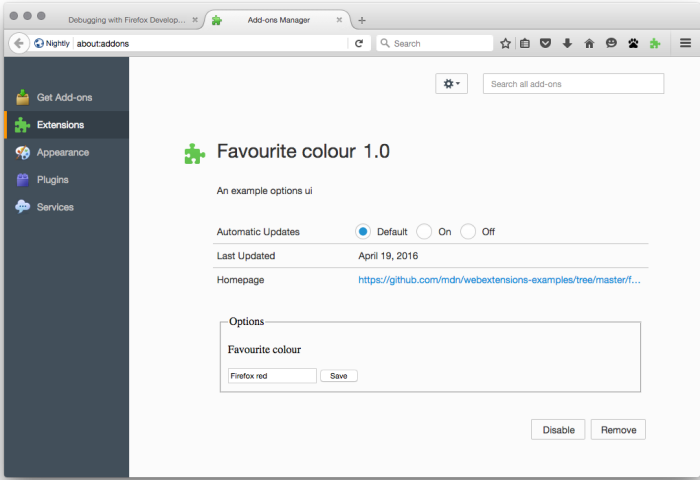 Debugging with Firefox Develop...
Add-ons Manager
Nightly
about:addons
Search
Get Add-ons
Extensions
Appearance
Plugins
Services
Search all add-ons
Favourite colour 1.0
An example options ui
Automatic Updates Default On Off
Last Updated April 19, 2016
Homepage https://github.com/mdn/webextensions-examples/tree/master/f...
Options
Favourite colour
Firefox red Save
Disable Remove